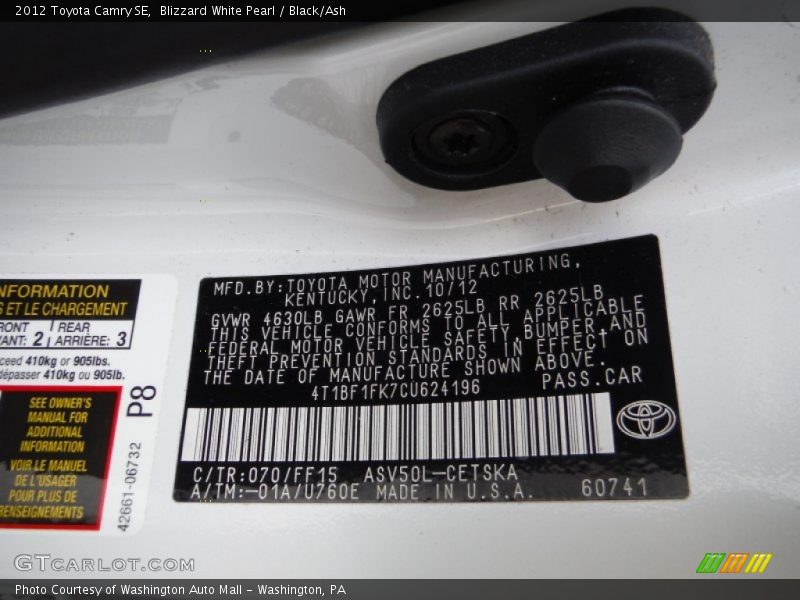 2012 Toyota Camry SE, Blizzard White Pearl / Black/Ash
MFD.BY:TOYOTA MOTOR MANUFACTURING,
KENTUCKY,INC.10/12
GVWR 4630LB GAWR FR 2625LB RR 2625LB
THIS VEHICLE CONFORMS TO ALL APPLICABLE
FEDERAL MOTOR VEHICLE SAFETY,BUMPER,AND
THEFT PREVENTION STANDARDS IN EFFECT ON
THE DATE OF MANUFACTURE SHOWN ABOVE.
4T1BF1FK7CU624196 PASS.CAR
C/TR:070/FF15 ASV50L-CETSKA
A/TM:-01A/U760E MADE IN U.S.A. 60741
NFORMATION
S ET LE CHARGEMENT
RONT REAR
VANT: 2 ARRIÈRE: 3
ceed 410kg or 905lbs.
dépasser 410kg ou 905lb.
SEE OWNER'S
MANUAL FOR
ADDITIONAL
INFORMATION
VOIR LE MANUEL
DE L'USAGER
POUR PLUS DE
RENSEIGNEMENTS
P8
42661-06732
GTCARLOT.COM
Photo Courtesy of Washington Auto Mall - Washington, PA